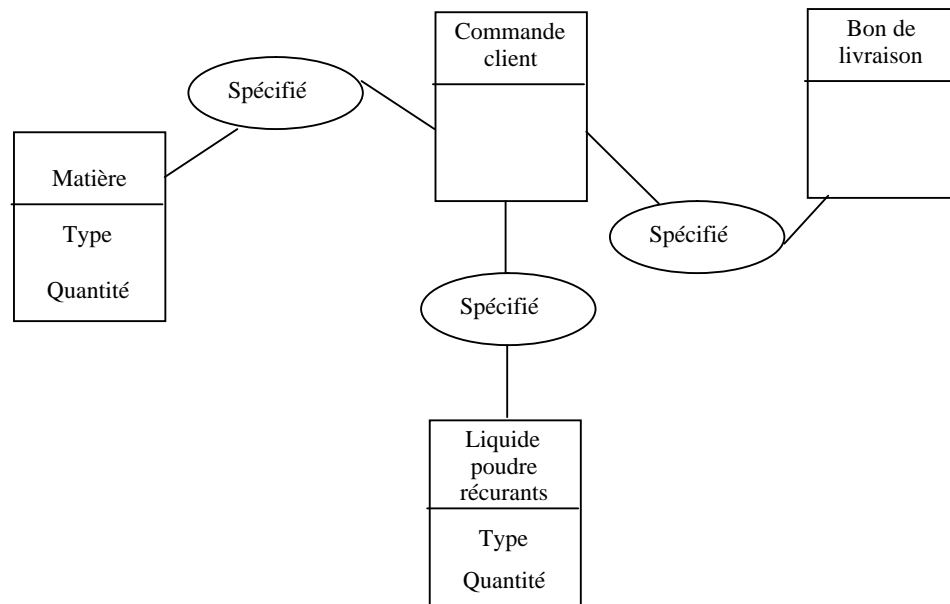 Commande
client
Bon de
livraison
Spécifié
Matière
Type
Quantité
Spécifié
Spécifié
Liquide
poudre
récurants
Type
Quantité